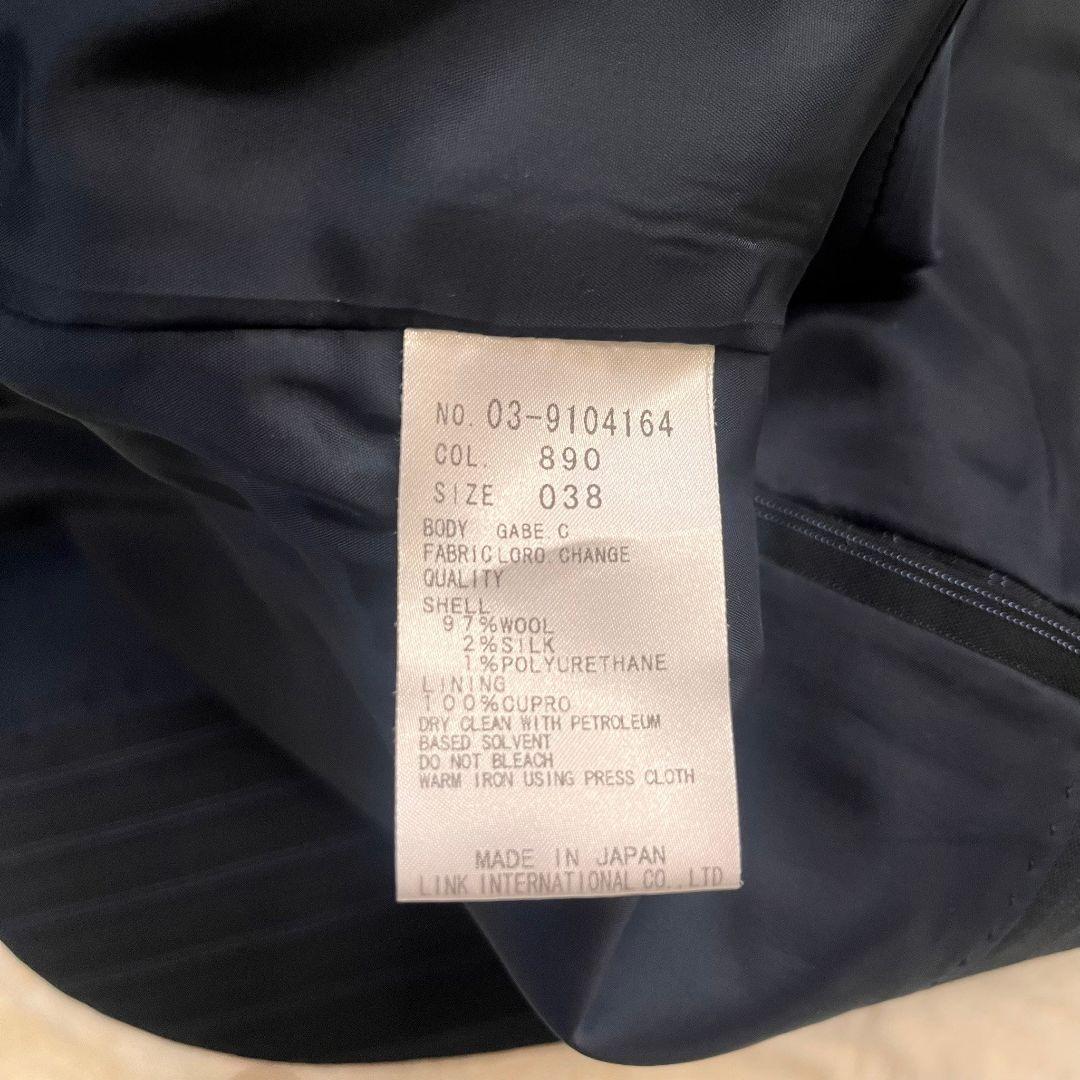 NO. 03-9104164
COL. 890
SIZE 038
BODY GABE.C
FABRIC LORO.CHANGE
QUALITY
SHELL
97%WOOL
2%SILK
1%POLYURETHANE
LINING
100%CUPRO
DRY CLEAN WITH PETROLEUM
BASED SOLVENT
DO NOT BLEACH
WARM IRON USING PRESS CLOTH
MADE IN JAPAN
LINK INTERNATIONAL CO.,LTD